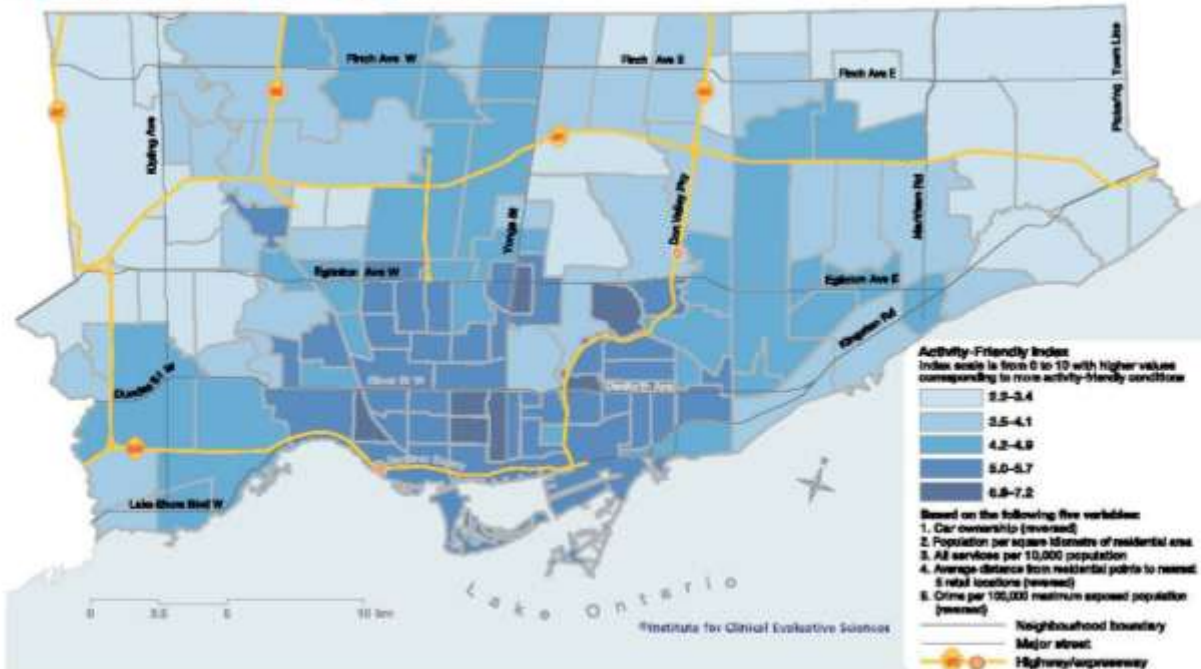 Finch Ave W
Finch Ave E
Finch Ave E
Pickering Town Line
Kipling Ave
Yonge St
Don Valley Pky
Markham Rd
Eglinton Ave W
Eglinton Ave E
Kingston Rd
Dundas St W
Bloor St W
Danforth Ave
Lake Shore Blvd W
Lake Ontario
0 2.5 5 10 km
©Institute for Clinical Evaluative Sciences
Activity-Friendly Index
Index scale is from 0 to 10 with higher values
corresponding to more activity-friendly conditions
2.2–3.4
3.5–4.1
4.2–4.9
5.0–5.7
5.8–7.2
Based on the following five variables:
1. Car ownership (reversed)
2. Population per square kilometre of residential area
3. All services per 10,000 population
4. Average distance from residential points to nearest
5 retail locations (reversed)
5. Crime per 100,000 maximum exposed population
(reversed)
Neighbourhood boundary
Major street
Highway/expressway